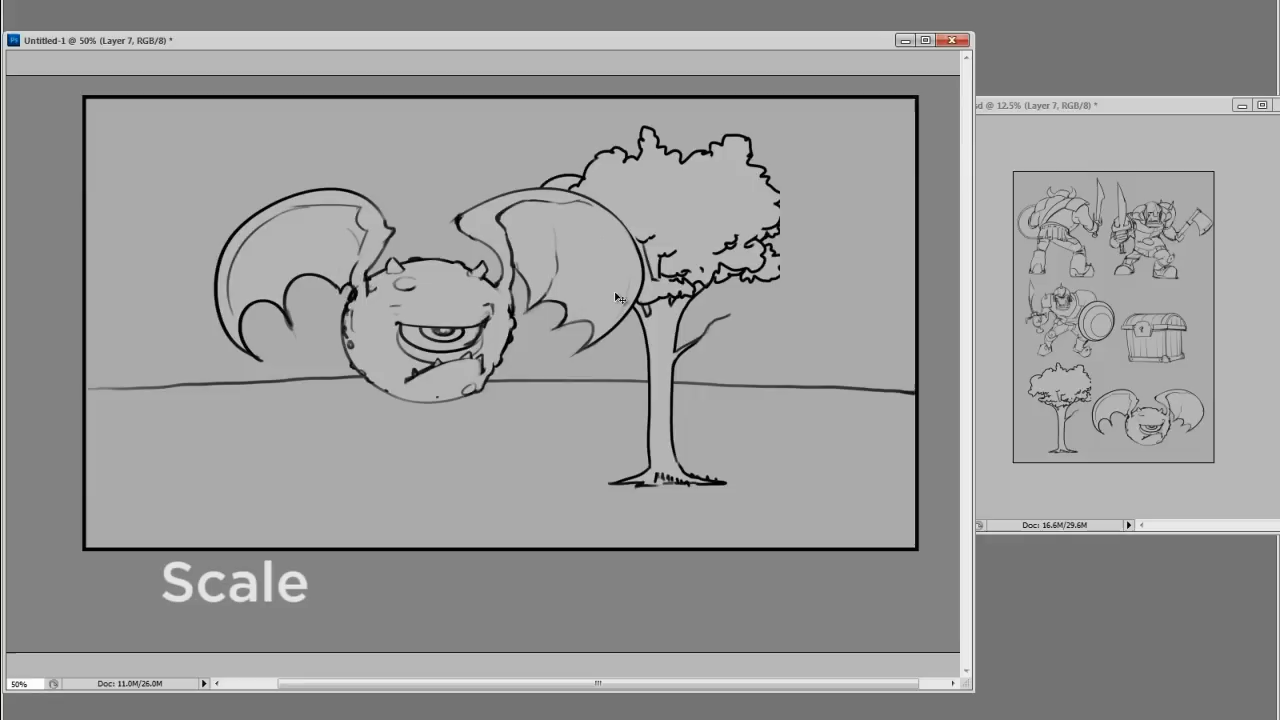 Ps Untitled-1 @ 50% (Layer 7, RGB/8) *
sd @ 12.5% (Layer 7, RGB/8) *
Doc: 16.6M/29.6M
Scale
50% Doc: 11.0M/26.0M